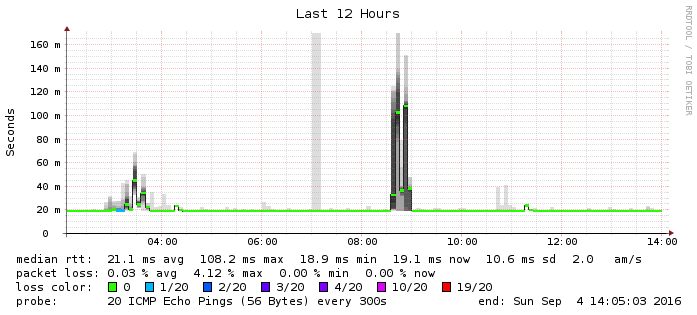 Last 12 Hours
RRDTOOL / TOBI OETIKER
Seconds
160 m
140 m
120 m
100 m
80 m
60 m
40 m
20 m
0
04:00 06:00 08:00 10:00 12:00 14:00
median rtt: 21.1 ms avg 108.2 ms max 18.9 ms min 19.1 ms now 10.6 ms sd 2.0 am/s
packet loss: 0.03 % avg 4.12 % max 0.00 % min 0.00 % now
loss color: 0 1/20 2/20 3/20 4/20 10/20 19/20
probe: 20 ICMP Echo Pings (56 Bytes) every 300s end: Sun Sep 4 14:05:03 2016